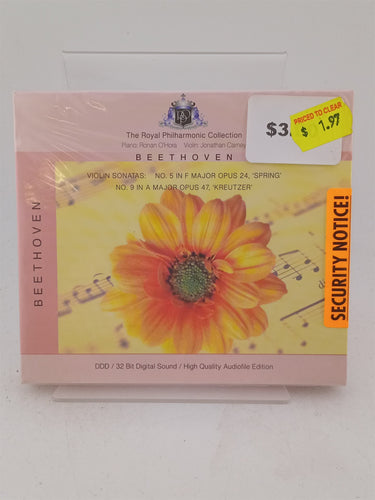 RPO
The Royal Philharmonic Collection
Piano: Ronan O'Hora Violin: Jonathan Carney
BEETHOVEN
VIOLIN SONATAS: NO. 5 IN F MAJOR OPUS 24, 'SPRING'
NO. 9 IN A MAJOR OPUS 47, 'KREUTZER'
BEETHOVEN
PRICED TO CLEAR
$ 1.97
$3.
SECURITY NOTICE!
DDD / 32 Bit Digital Sound / High Quality Audiofile Edition